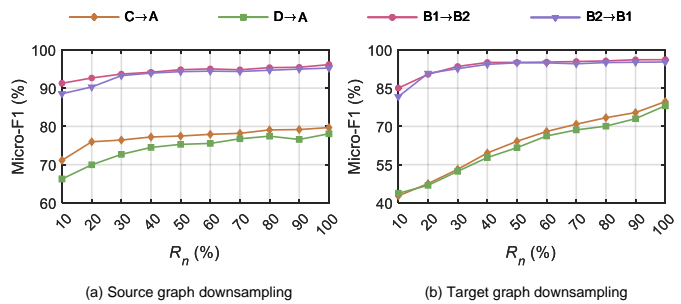 C→A D→A B1→B2 B2→B1
100
90
80
70
60
Micro-F1 (%)
10 20 30 40 50 60 70 80 90 100
Rn (%)
(a) Source graph downsampling
100
85
70
55
40
Micro-F1 (%)
10 20 30 40 50 60 70 80 90 100
Rn (%)
(b) Target graph downsampling